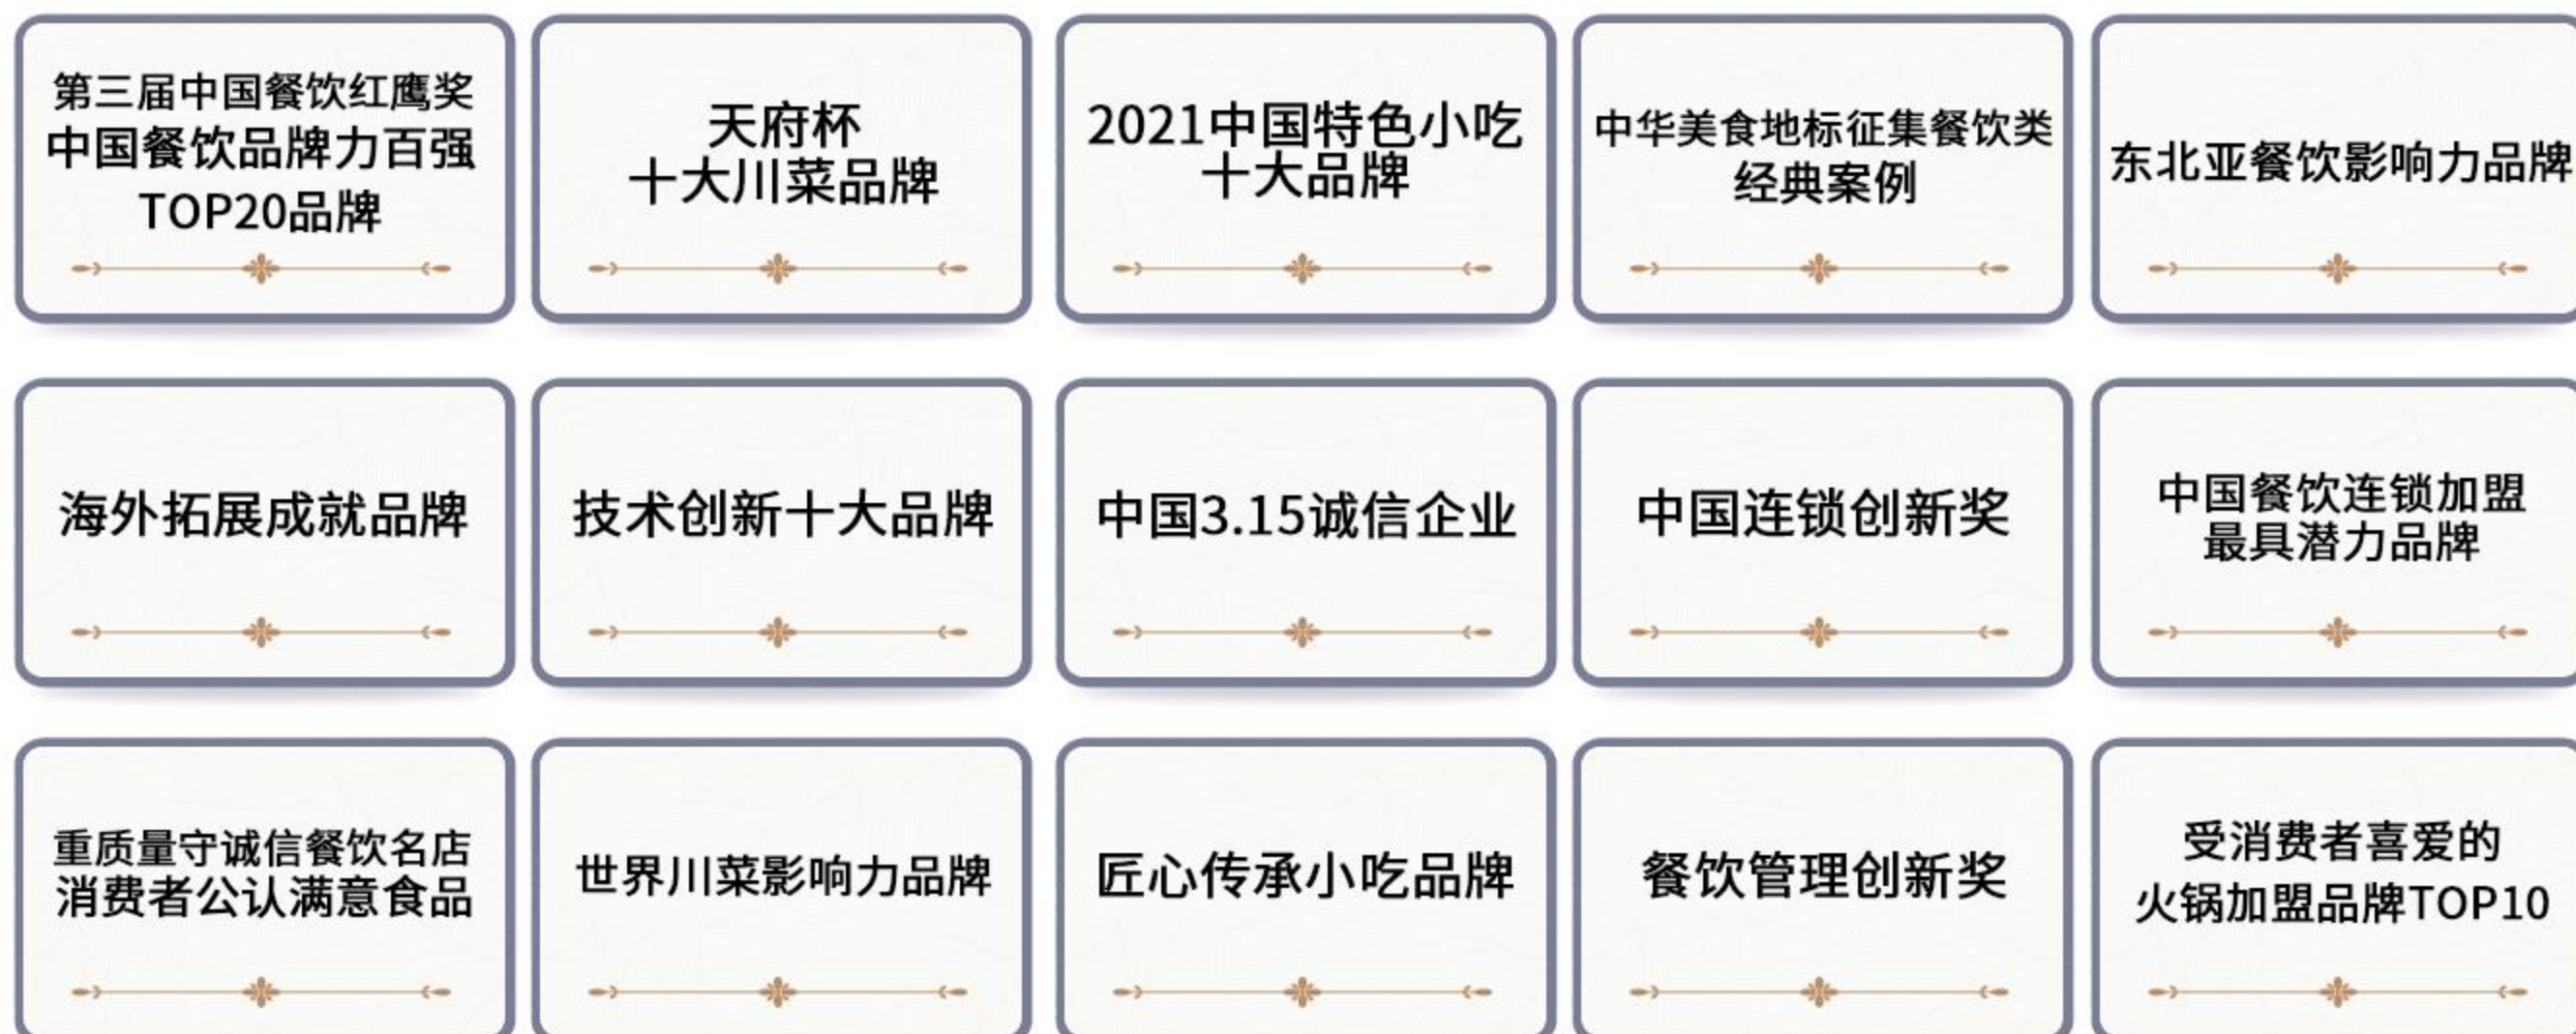 第三届中国餐饮红鹰奖
中国餐饮品牌力百强
TOP20品牌
天府杯
十大川菜品牌
2021中国特色小吃
十大品牌
中华美食地标征集餐饮类
经典案例
东北亚餐饮影响力品牌
海外拓展成就品牌
技术创新十大品牌
中国3.15诚信企业
中国连锁创新奖
中国餐饮连锁加盟
最具潜力品牌
重质量守诚信餐饮名店
消费者公认满意食品
世界川菜影响力品牌
匠心传承小吃品牌
餐饮管理创新奖
受消费者喜爱的
火锅加盟品牌TOP10